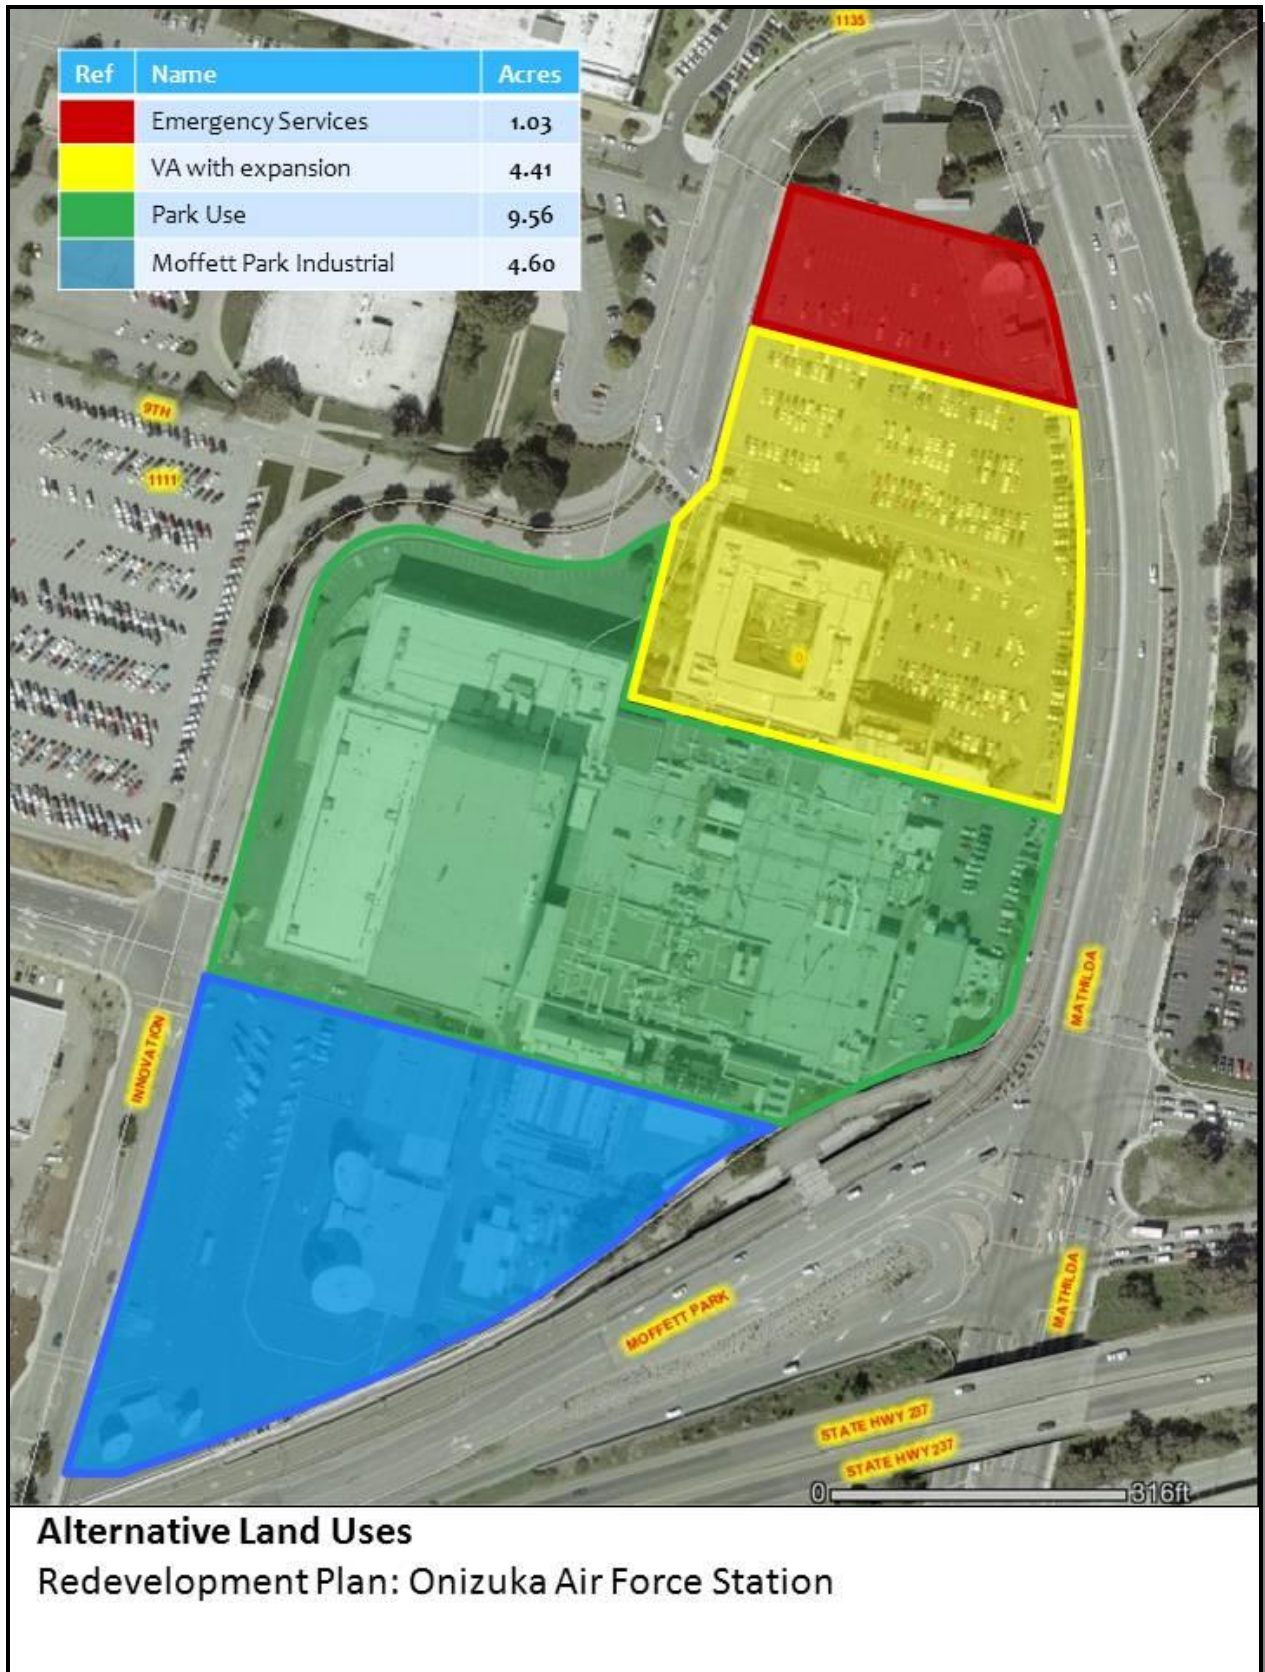 1135
Ref Name Acres
Emergency Services 1.03
VA with expansion 4.41
Park Use 9.56
Moffett Park Industrial 4.60
9TH
1111
0
MATHILDA
INNOVATION
MATHILDA
MOFFETT PARK
STATE HWY 237
STATE HWY 237
0 316ft
Alternative Land Uses
Redevelopment Plan: Onizuka Air Force Station